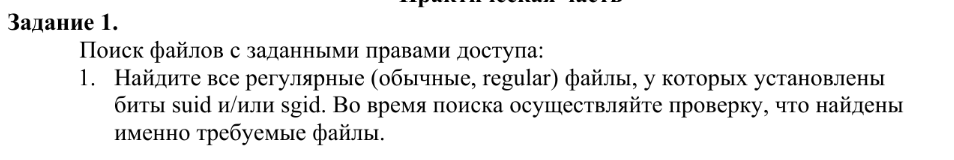 Задание 1.
Поиск файлов с заданными правами доступа:
1. Найдите все регулярные (обычные, regular) файлы, у которых установлены
биты suid и/или sgid. Во время поиска осуществляйте проверку, что найдены
именно требуемые файлы.